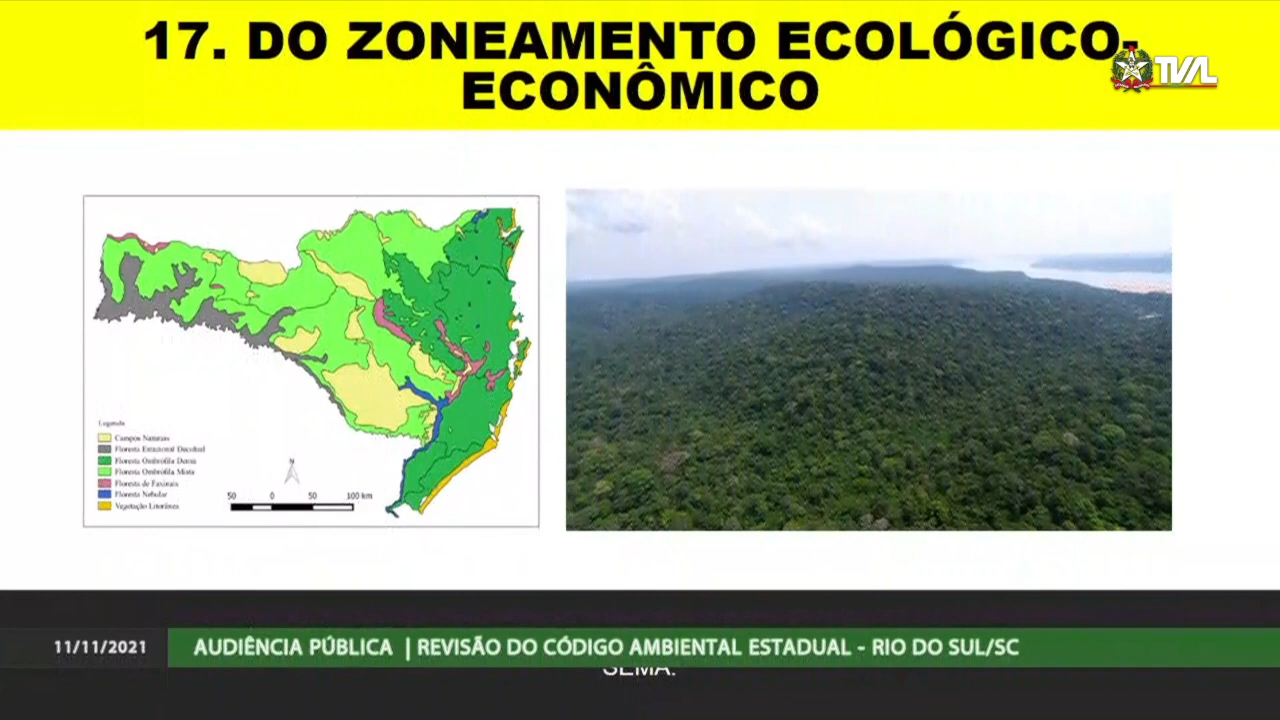 17. DO ZONEAMENTO ECOLÓGICO-
ECONÔMICO
TVAL
Legenda
Campos Naturais
Floresta Estacional Decidual
Floresta Ombrófila Densa
Floresta Ombrófila Mista
Floresta de Faxinais
Floresta Nebular
Vegetação Litorânea
N
50 0 50 100 km
11/11/2021
AUDIÊNCIA PÚBLICA | REVISÃO DO CÓDIGO AMBIENTAL ESTADUAL - RIO DO SUL/SC
SEMA.